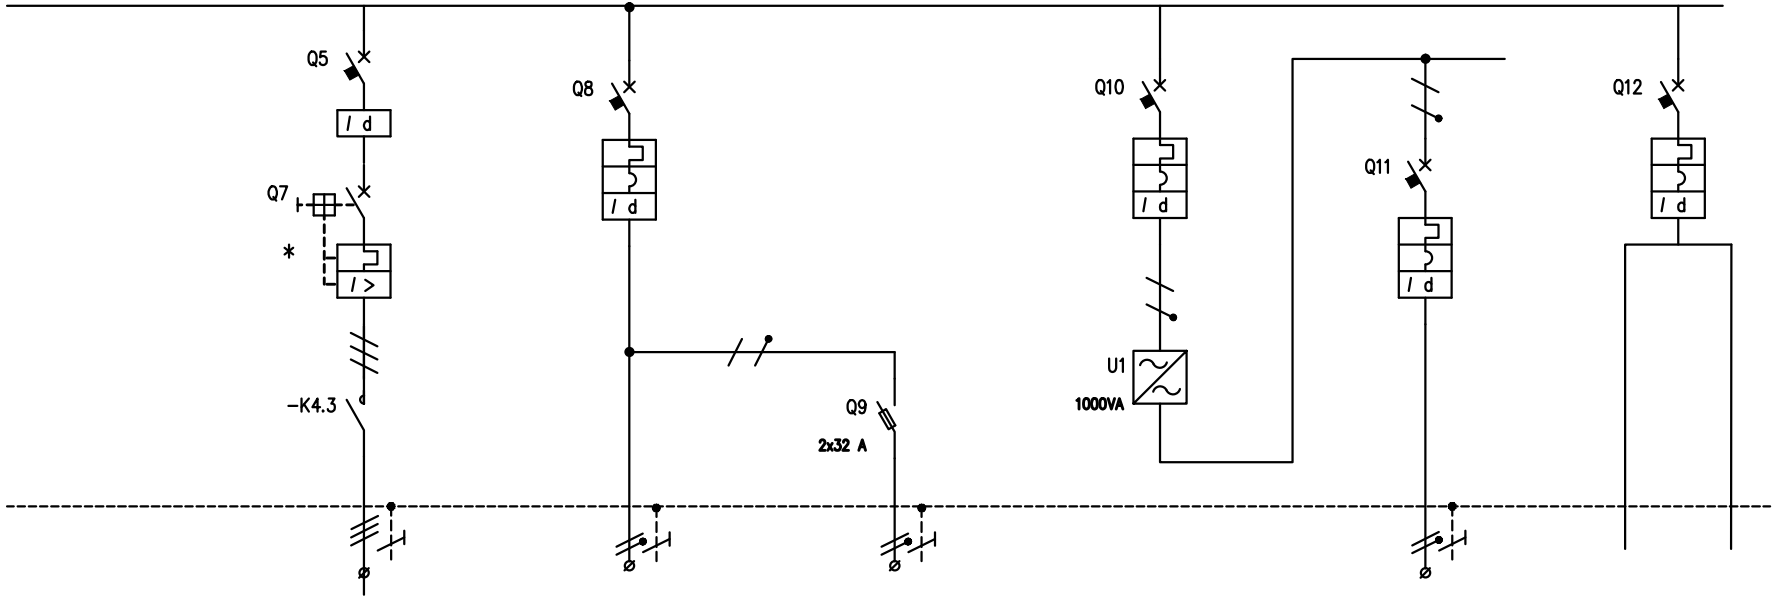 Q5
Q8
Q10
Q12
I d
Q11
Q7
I d
I d
I d
*
I >
I d
U1
1000VA
-K4.3
Q9
2x32 A